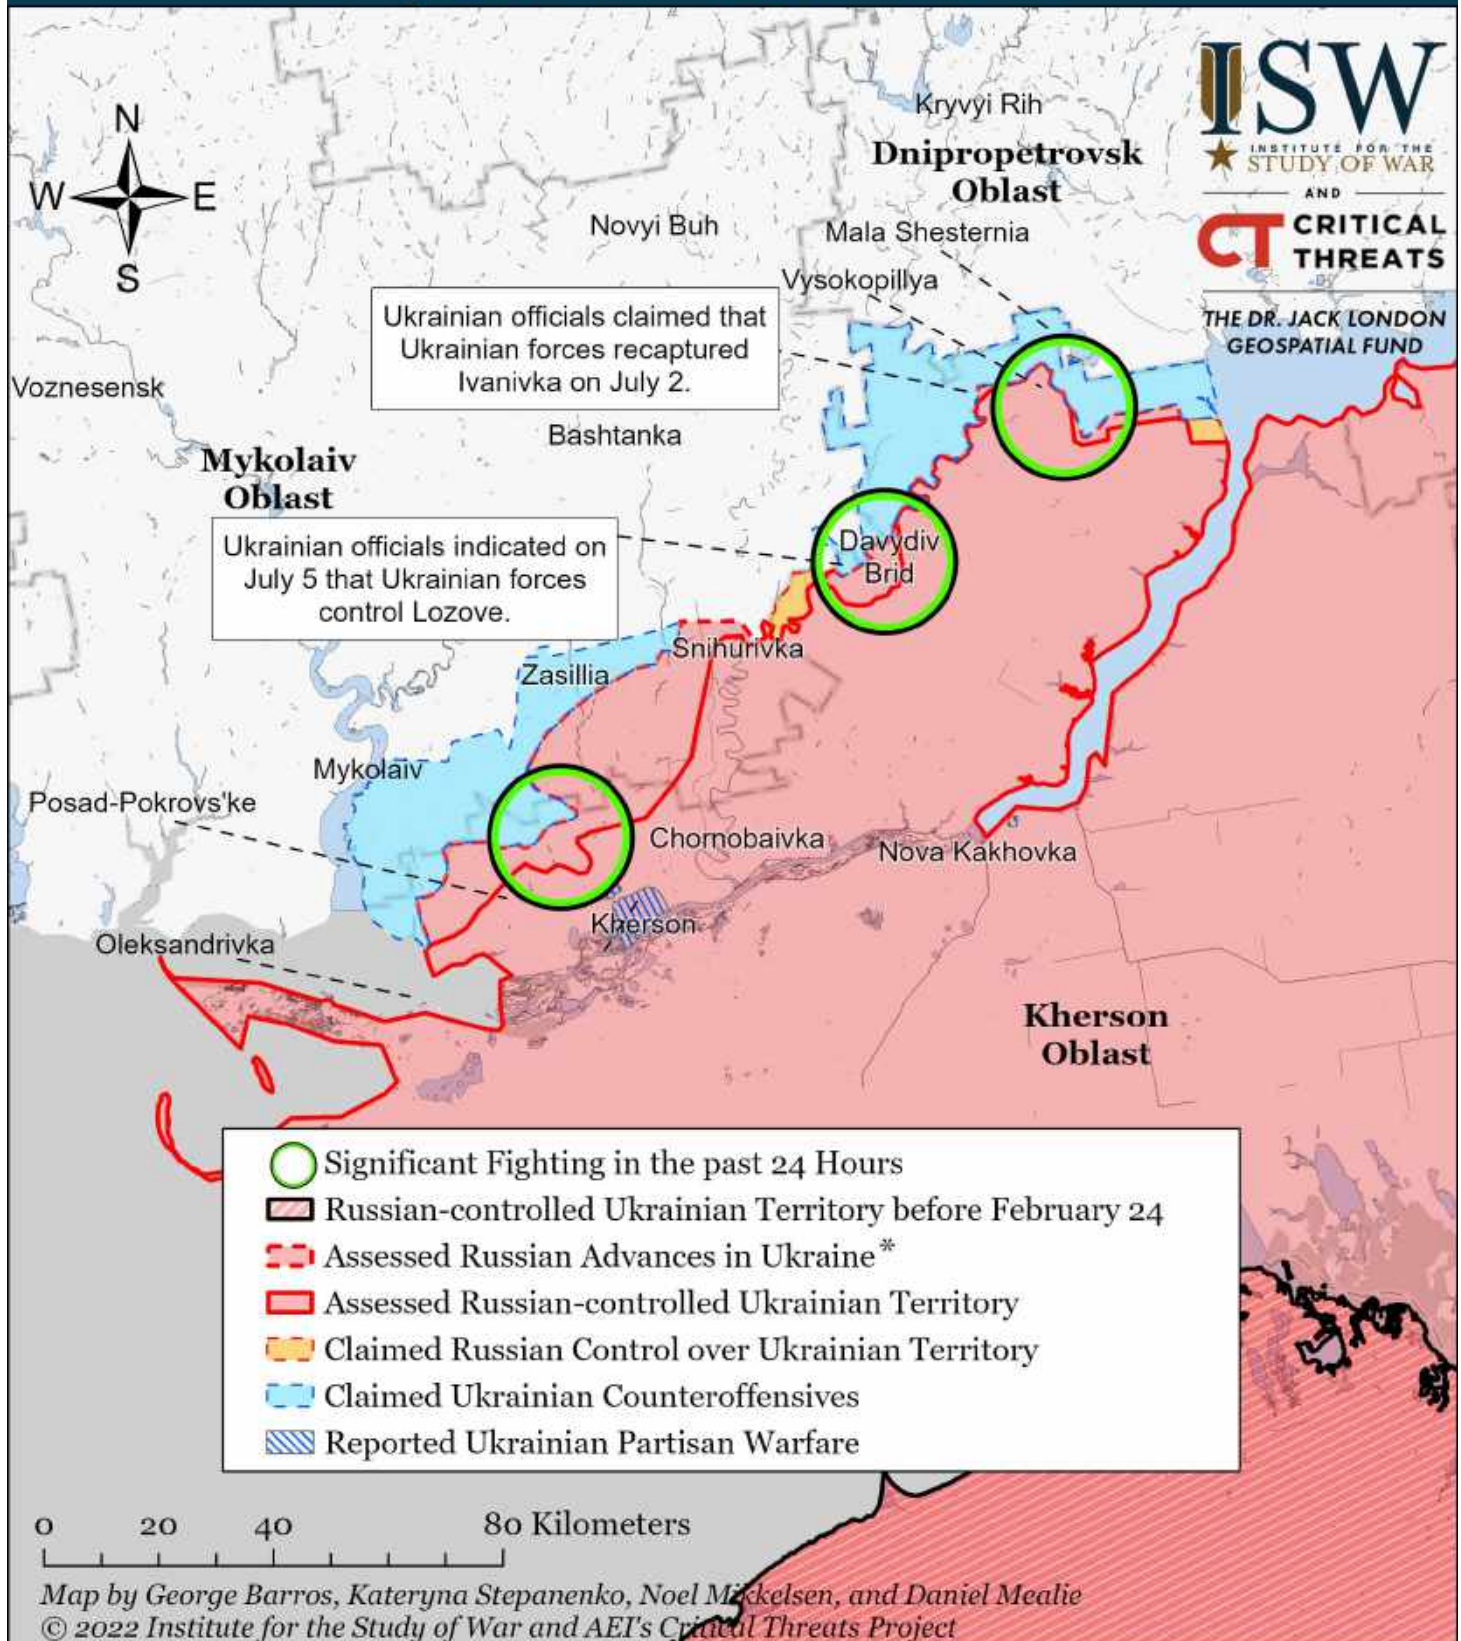 N
W
E
S
Kryvyi Rih
Dnipropetrovsk
Oblast
ISW
INSTITUTE FOR THE
STUDY OF WAR
AND
CT CRITICAL
THREATS
THE DR. JACK LONDON
GEOSPATIAL FUND
Novyi Buh
Mala Shesternia
Vysokopillya
Ukrainian officials claimed that
Ukrainian forces recaptured
Ivanivka on July 2.
Voznesensk
Bashtanka
Mykolaiv
Oblast
Ukrainian officials indicated on
July 5 that Ukrainian forces
control Lozove.
Davydiv
Brid
Snihurivka
Zasillia
Mykolaiv
Posad-Pokrovs'ke
Chornobaivka
Nova Kakhovka
Kherson
Oleksandrivka
Kherson
Oblast
Significant Fighting in the past 24 Hours
Russian-controlled Ukrainian Territory before February 24
Assessed Russian Advances in Ukraine*
Assessed Russian-controlled Ukrainian Territory
Claimed Russian Control over Ukrainian Territory
Claimed Ukrainian Counteroffensives
Reported Ukrainian Partisan Warfare
0 20 40 80 Kilometers
Map by George Barros, Kateryna Stepanenko, Noel Mikkelsen, and Daniel Mealie
© 2022 Institute for the Study of War and AEI's Critical Threats Project